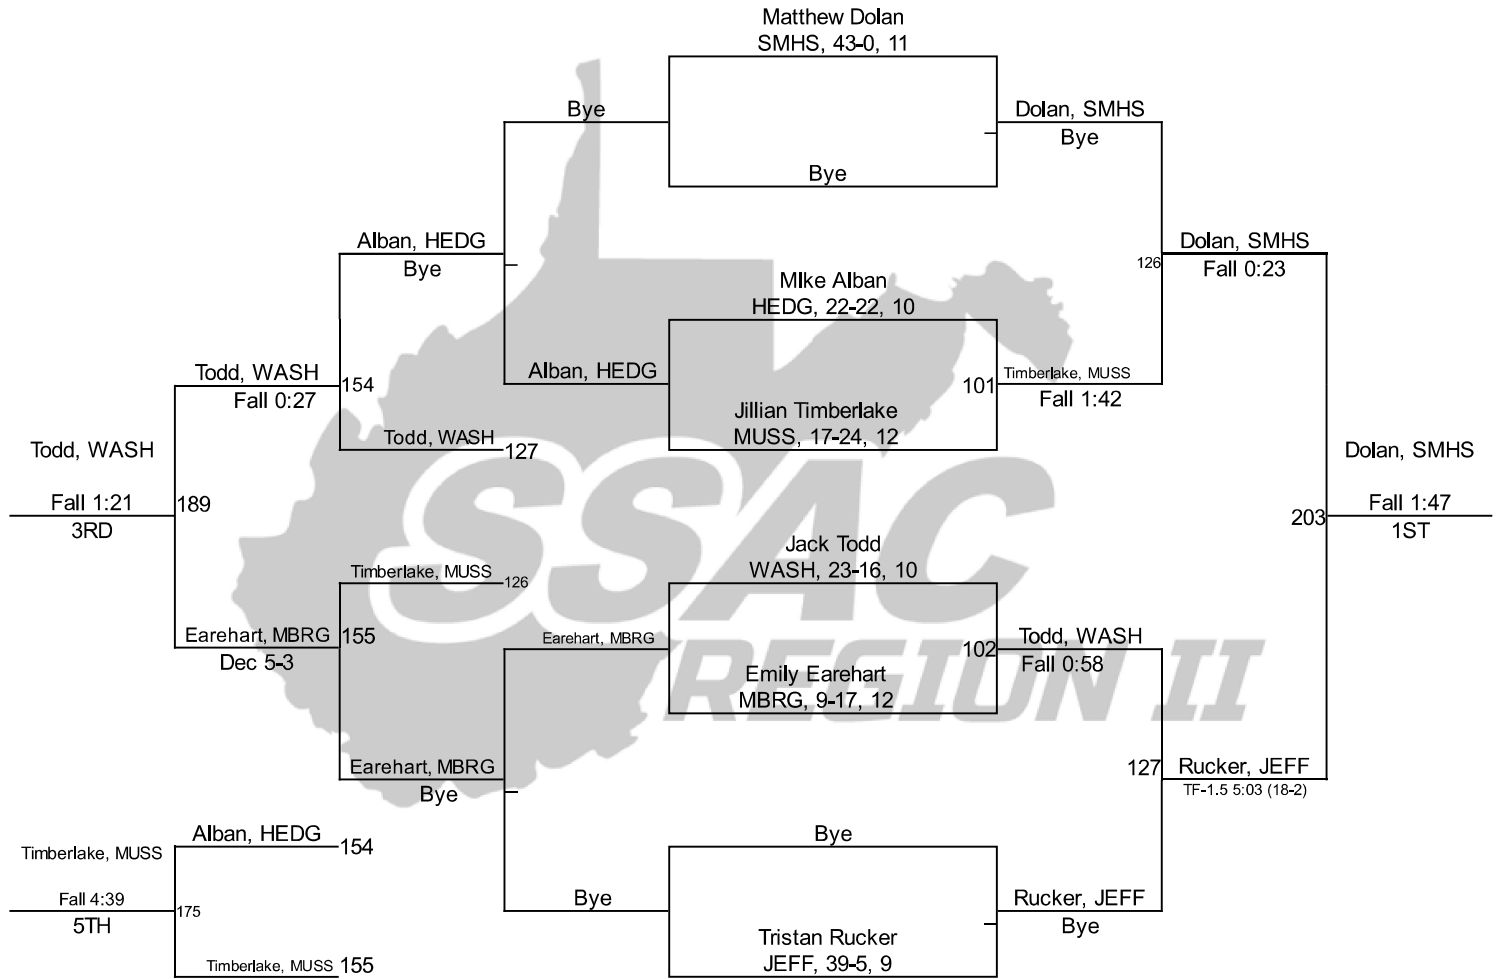 Matthew Dolan
SMHS, 43-0, 11
Bye
Dolan, SMHS
Bye
Bye
Alban, HEDG
Bye
Dolan, SMHS
126
Fall 0:23
MIke Alban
HEDG, 22-22, 10
Todd, WASH
154
Fall 0:27
Alban, HEDG
101
Timberlake, MUSS
Fall 1:42
Jillian Timberlake
MUSS, 17-24, 12
Todd, WASH
127
Todd, WASH
Fall 1:21
189
3RD
Dolan, SMHS
Fall 1:47
203
1ST
SSAC
REGION II
Jack Todd
WASH, 23-16, 10
Timberlake, MUSS
126
Earehart, MBRG
155
Dec 5-3
Earehart, MBRG
102
Todd, WASH
Fall 0:58
Emily Earehart
MBRG, 9-17, 12
Earehart, MBRG
Bye
127
Rucker, JEFF
TF-1.5 5:03 (18-2)
Alban, HEDG
154
Timberlake, MUSS
Fall 4:39
175
5TH
Timberlake, MUSS
155
Bye
Bye
Rucker, JEFF
Bye
Tristan Rucker
JEFF, 39-5, 9